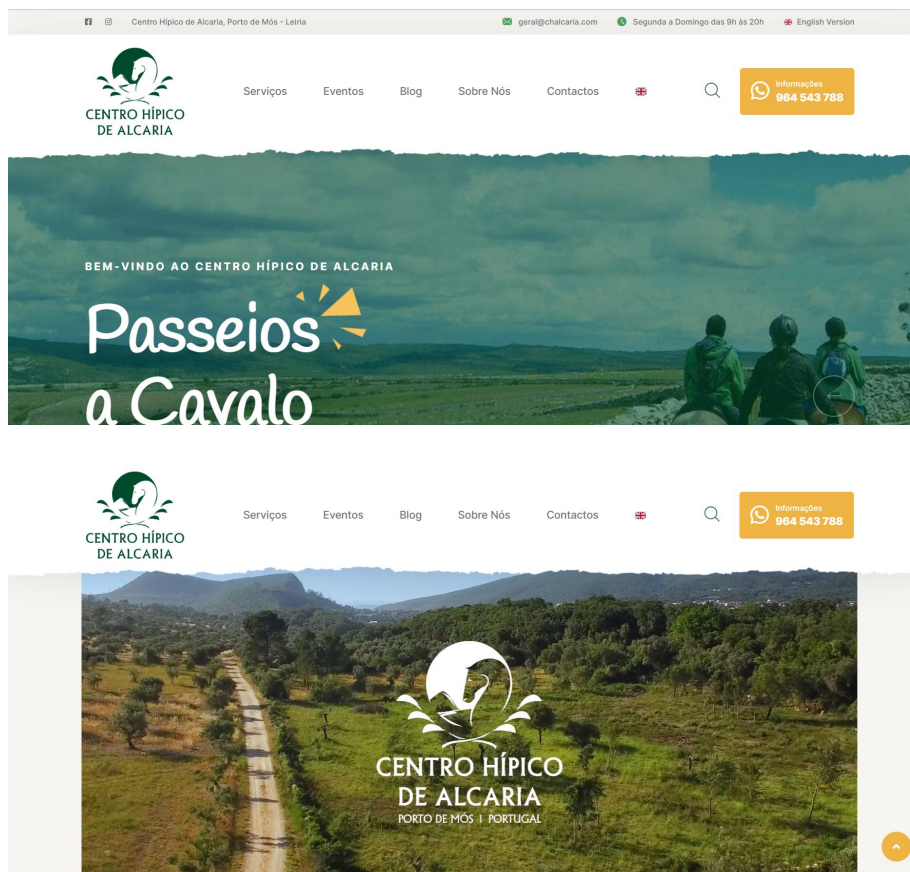 Centro Hípico de Alcaria, Porto de Mós - Leiria
geral@chalcaria.com
Segunda a Domingo das 9h às 20h
English Version
CENTRO HÍPICO
DE ALCARIA
Serviços
Eventos
Blog
Sobre Nós
Contactos
Informações
964 543 788
BEM-VINDO AO CENTRO HÍPICO DE ALCARIA
Passeios
a Cavalo
CENTRO HÍPICO
DE ALCARIA
Serviços
Eventos
Blog
Sobre Nós
Contactos
Informações
964 543 788
CENTRO HÍPICO
DE ALCARIA
PORTO DE MÓS | PORTUGAL